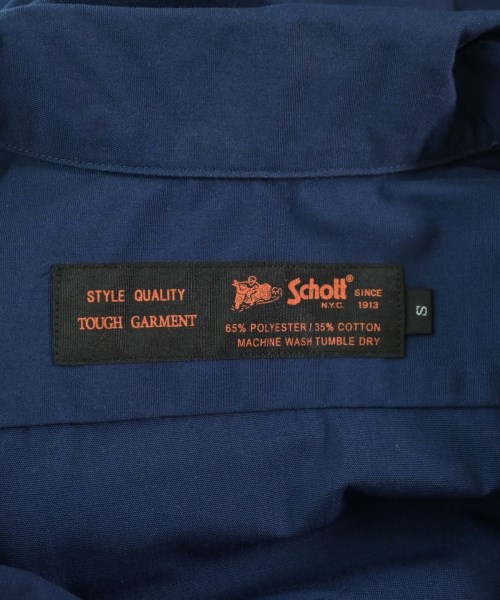 STYLE QUALITY
TOUGH GARMENT
Schott®
N.Y.C.
SINCE
1913
65% POLYESTER / 35% COTTON
MACHINE WASH TUMBLE DRY
S